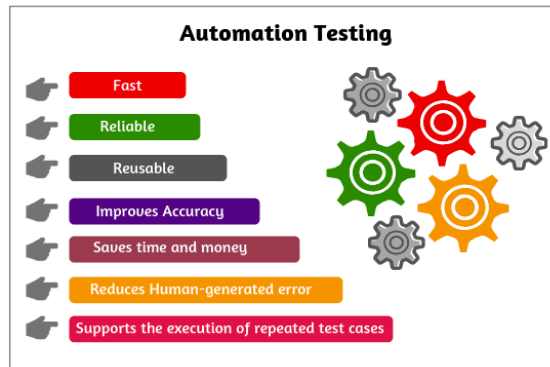 Automation Testing
Fast
Reliable
Reusable
Improves Accuracy
Saves time and money
Reduces Human-generated error
Supports the execution of repeated test cases